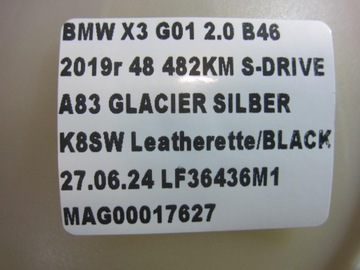 BMW X3 G01 2.0 B46
2019r 48 482KM S-DRIVE
A83 GLACIER SILBER
K8SW Leatherette/BLACK
27.06.24 LF36436M1
MAG00017627